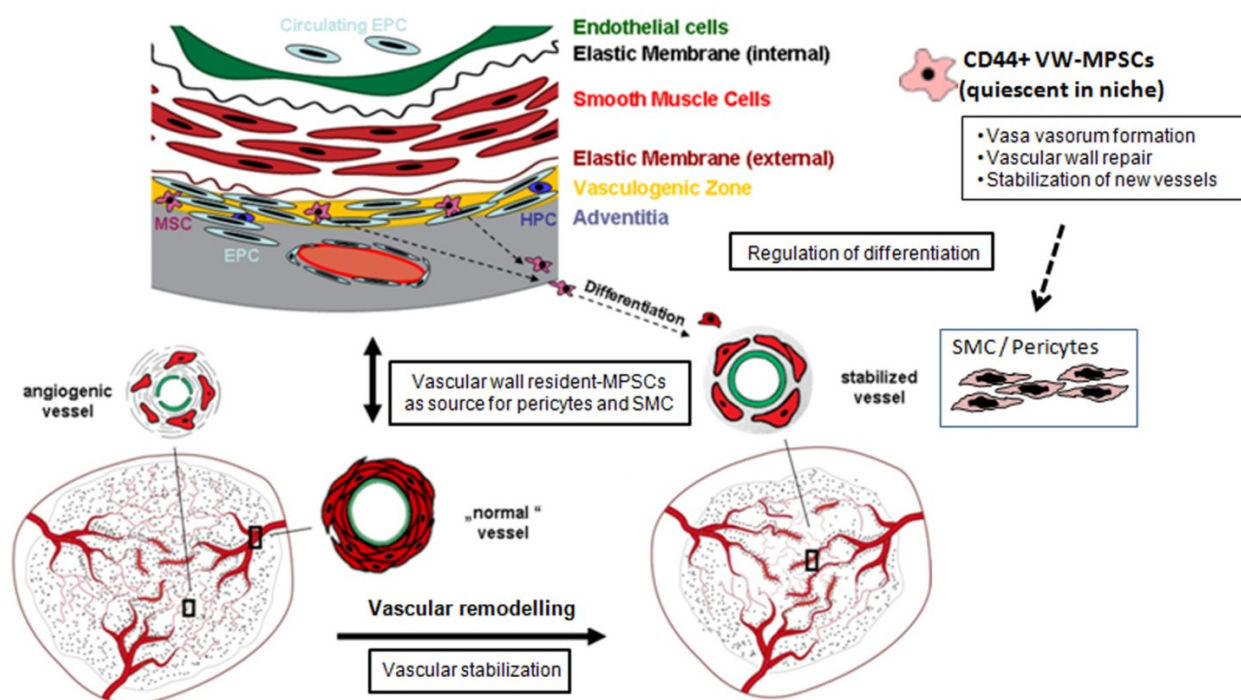 Circulating EPC
Endothelial cells
Elastic Membrane (internal)
Smooth Muscle Cells
Elastic Membrane (external)
Vasculogenic Zone
Adventitia
MSC
EPC
HPC
CD44+ VW-MPSCs
(quiescent in niche)
• Vasa vasorum formation
• Vascular wall repair
• Stabilization of new vessels
Regulation of differentiation
Differentiation
SMC / Pericytes
angiogenic
vessel
Vascular wall resident-MPSCs
as source for pericytes and SMC
stabilized
vessel
„normal “
vessel
Vascular remodelling
Vascular stabilization